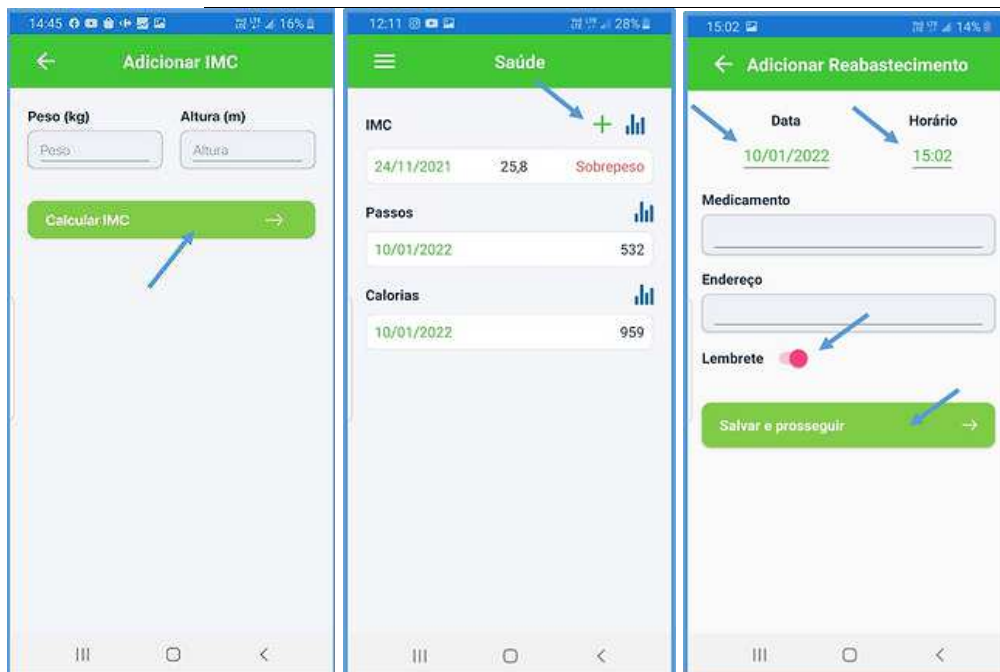 14:45
16%
Adicionar IMC
Peso (kg)
Altura (m)
Peso
Altura
Calcular IMC
12:11
28%
Saúde
IMC
24/11/2021
25,8
Sobrepeso
Passos
10/01/2022
532
Calorias
10/01/2022
959
15:02
14%
Adicionar Reabastecimento
Data
Horário
10/01/2022
15:02
Medicamento
Endereço
Lembrete
Salvar e prosseguir